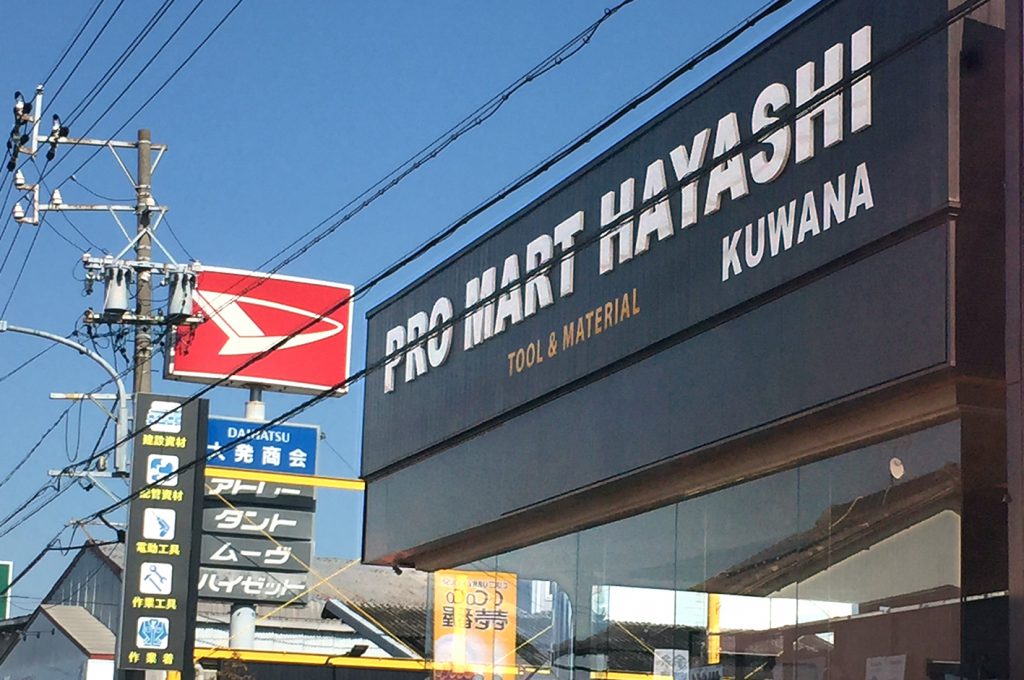 PRO MART HAYASHI
TOOL & MATERIAL
KUWANA
DAIHATSU
大発商会
アトレー
タント
ムーヴ
ハイゼット
建設資材
配管資材
電動工具
作業工具
作業着
壱番